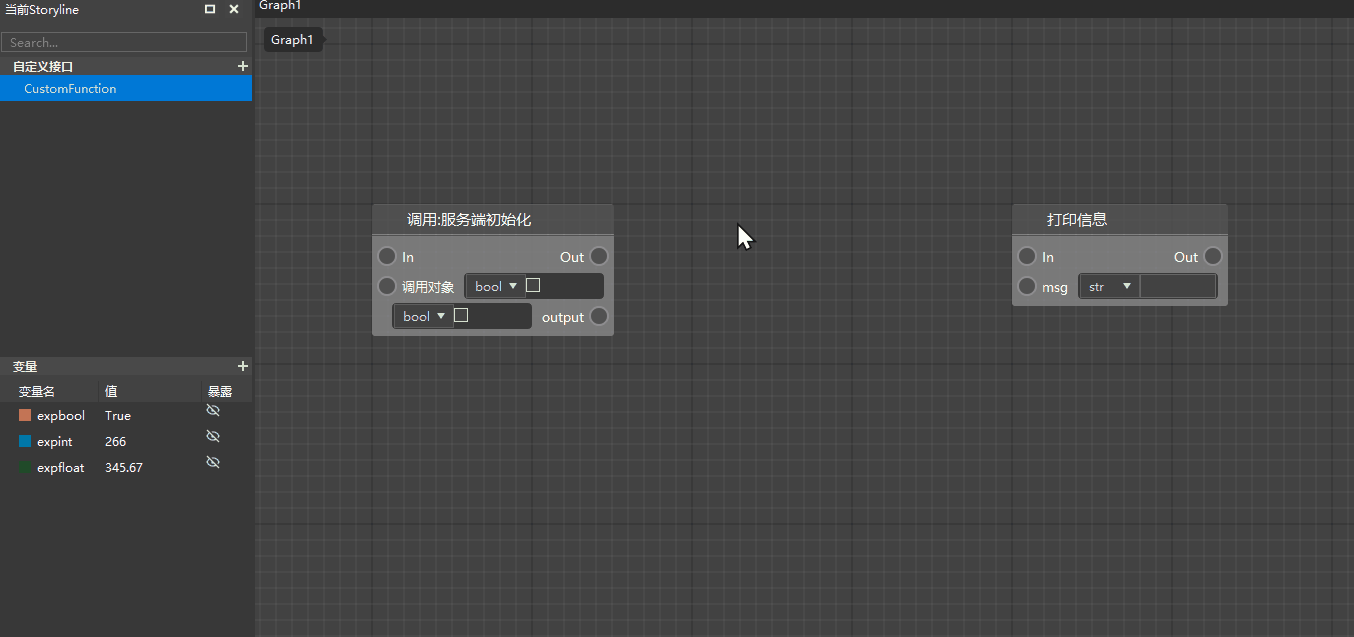 当前Storyline
Search...
自定义接口
CustomFunction
变量
变量名 值 暴露
expbool True
expint 266
expfloat 345.67
Graph1
Graph1
调用:服务端初始化
In Out
调用对象 bool
bool output
打印信息
In Out
msg str